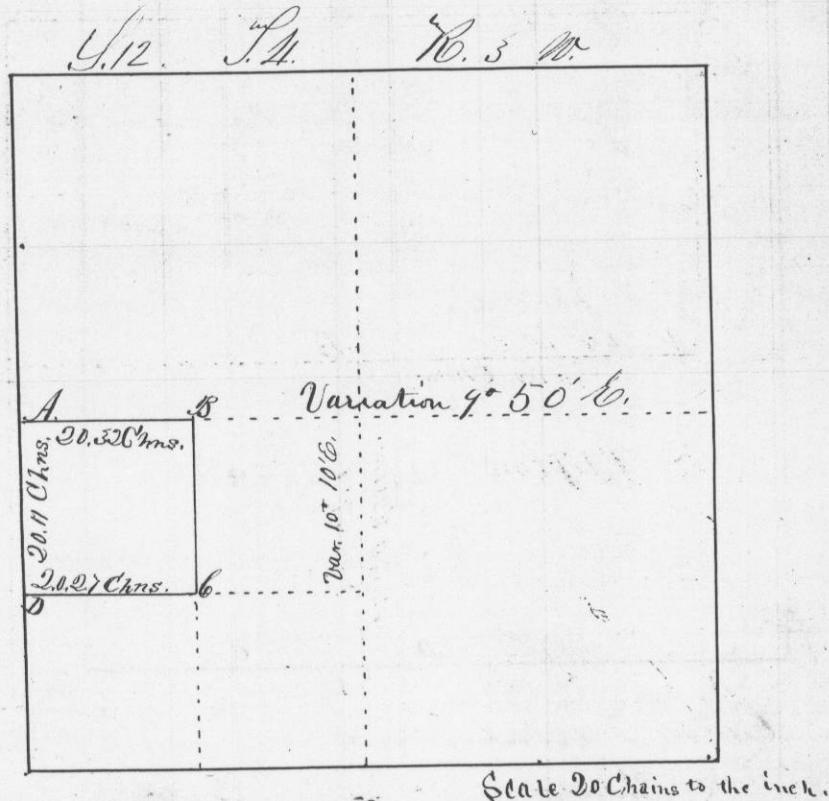 S.12. T.4. R. 3 W.
A. B Variation 9° 50' E.
20.32 Chns.
20.11 Chns.
Var. 10° 10' E.
20.27 Chns.
D C
Scale 20 Chains to the inch.